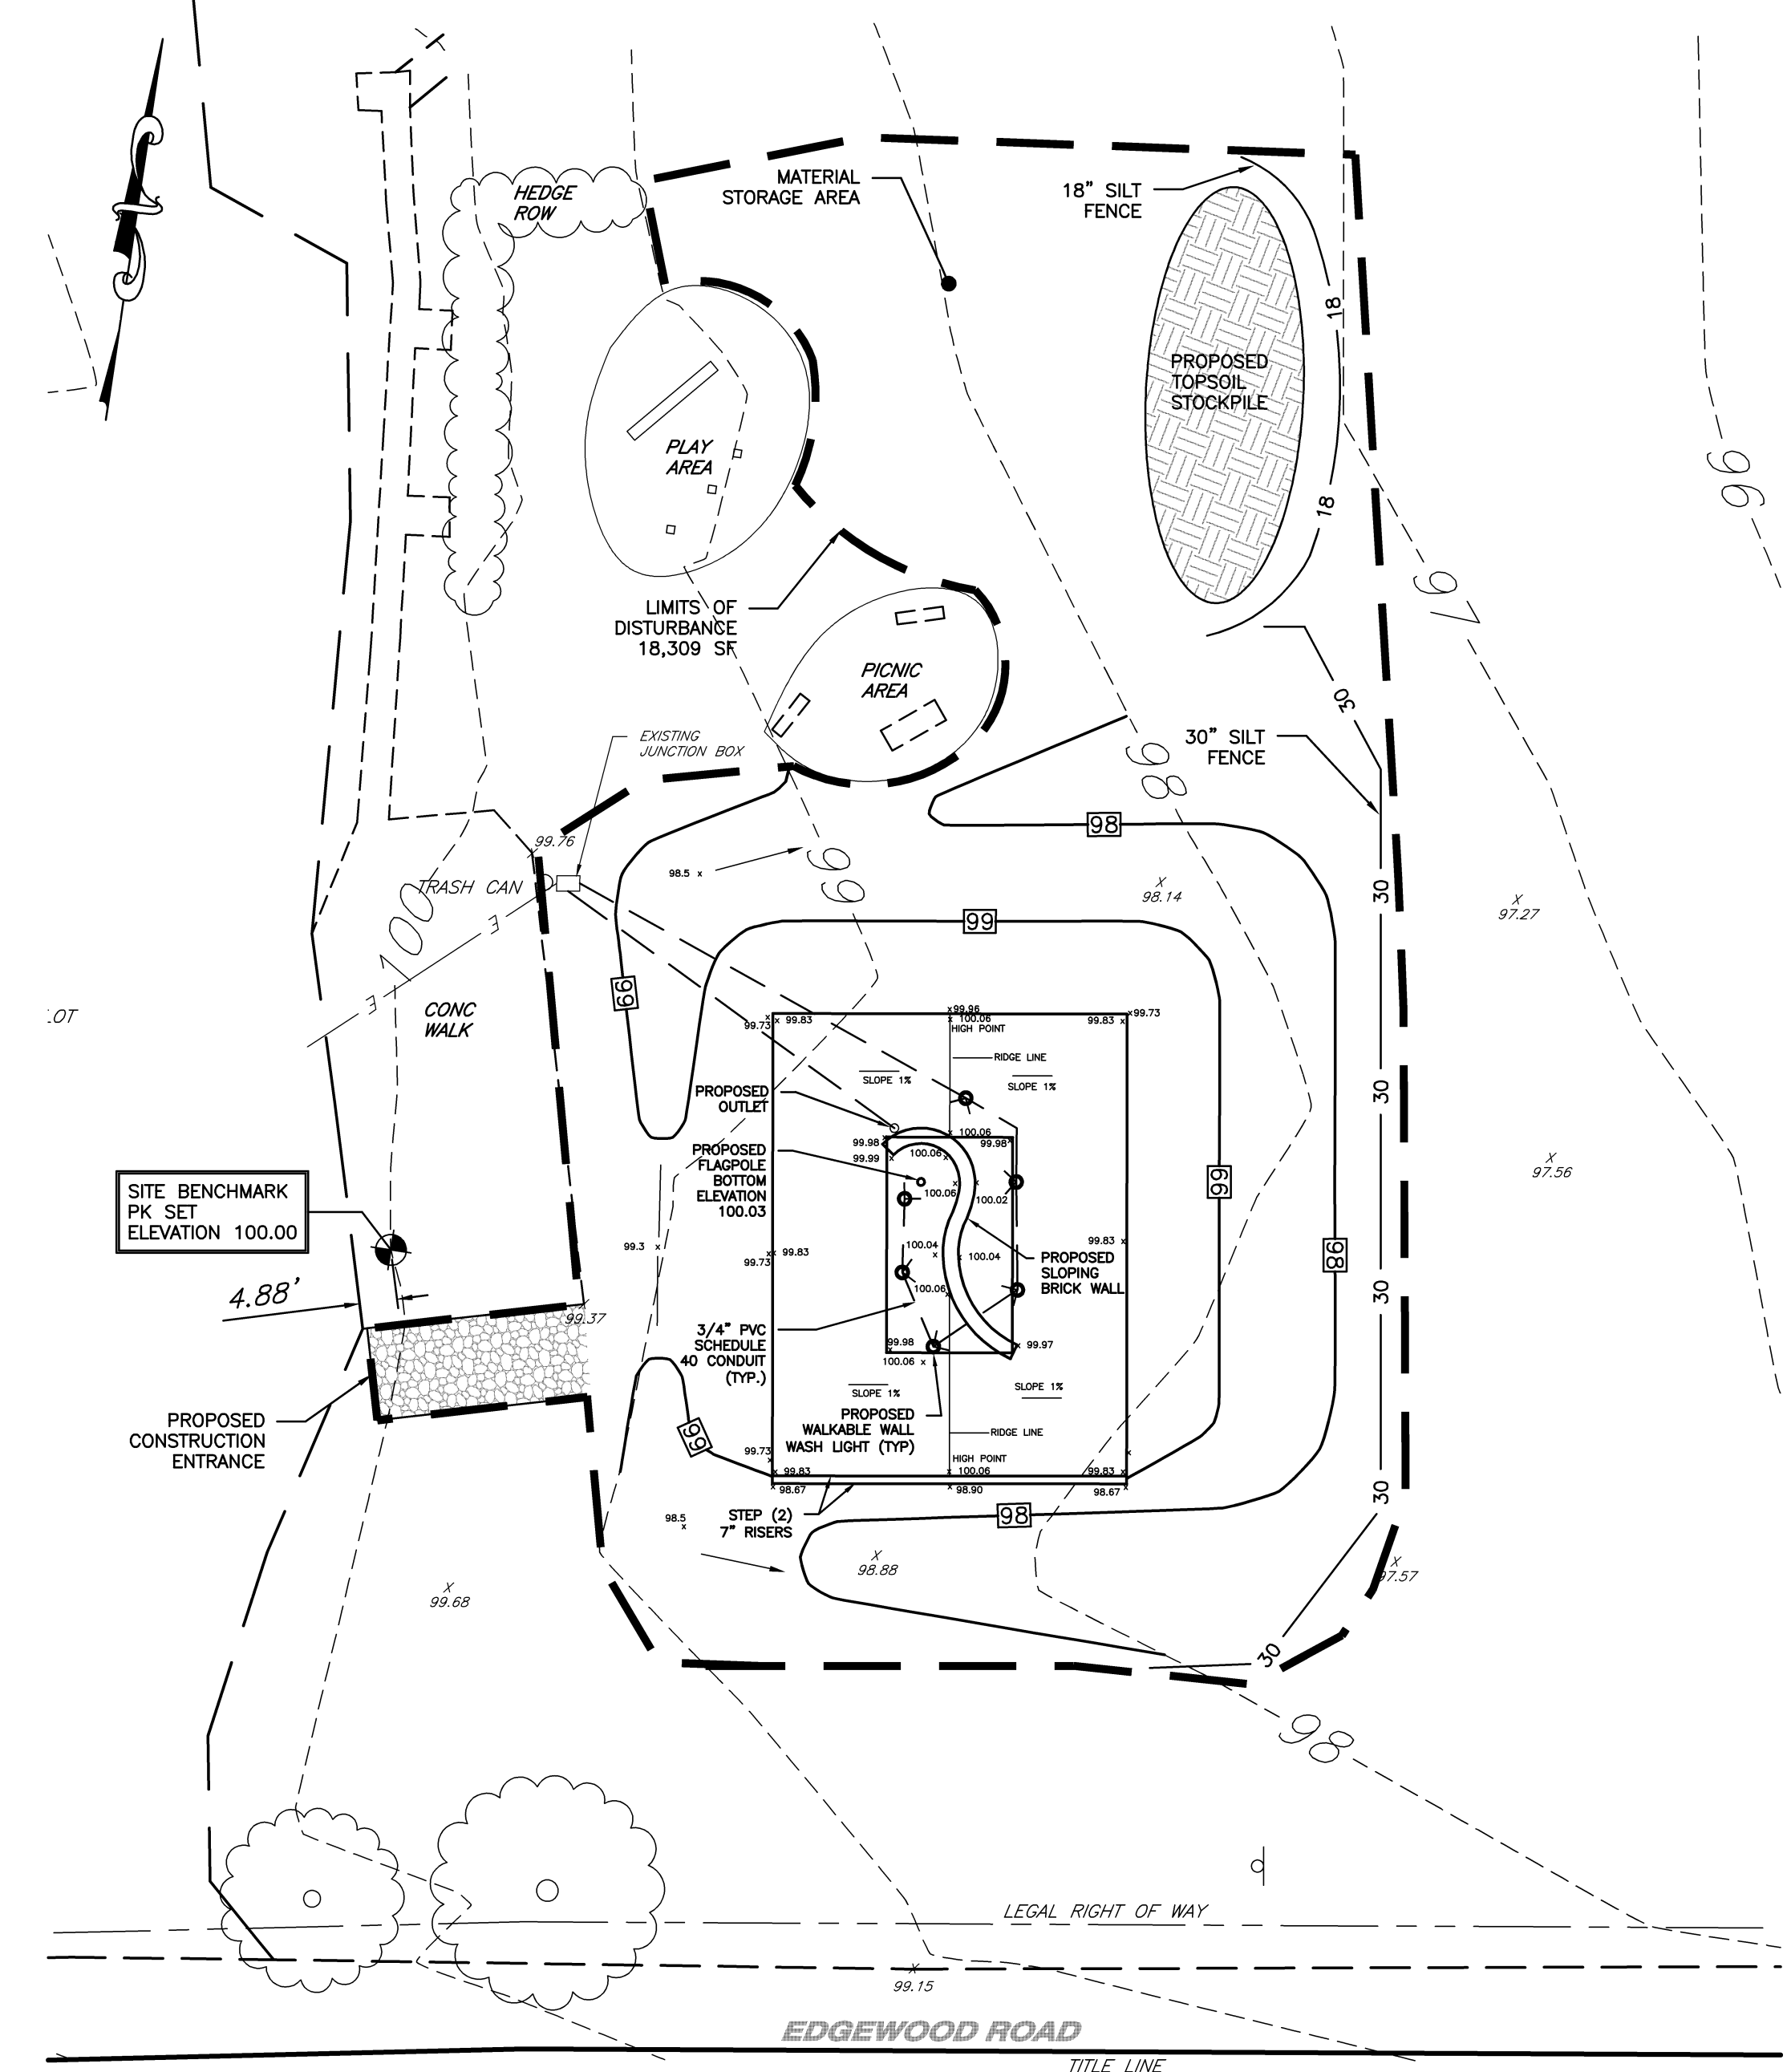 HEDGE
ROW
MATERIAL
STORAGE AREA
18" SILT
FENCE
18
PROPOSED
TOPSOIL
STOCKPILE
PLAY
AREA
18
96
97
LIMITS OF
DISTURBANCE
18,309 SF
PICNIC
AREA
30
EXISTING
JUNCTION BOX
30" SILT
FENCE
98
98
99.76
TRASH CAN
98.5 x
99
X
98.14
30
X
97.27
100
E
99
E
99
LOT
CONC
WALK
99.73
99.83
x99.96
100.06
HIGH POINT
99.83
x99.73
RIDGE LINE
SLOPE 1%
SLOPE 1%
30
PROPOSED
OUTLET
100.06
99.98
99.98
PROPOSED
FLAGPOLE
BOTTOM
ELEVATION
100.03
99.99
100.06
100.06
100.02
99
X
97.56
SITE BENCHMARK
PK SET
ELEVATION 100.00
99.3 x
99.83
99.73
100.04
100.04
99.83
98
PROPOSED
SLOPING
BRICK WALL
4.88'
100.06
30
99.37
3/4" PVC
SCHEDULE
40 CONDUIT
(TYP.)
99.98
99.97
100.06 x
SLOPE 1%
SLOPE 1%
PROPOSED
CONSTRUCTION
ENTRANCE
PROPOSED
WALKABLE WALL
WASH LIGHT (TYP)
99
RIDGE LINE
99.73
HIGH POINT
99.83
100.06
99.83
98.67
98.90
98.67
30
STEP (2)
7" RISERS
98.5
x
98
X
98.88
X
97.57
X
99.68
30
98
LEGAL RIGHT OF WAY
X
99.15
EDGEWOOD ROAD
TITLE LINE